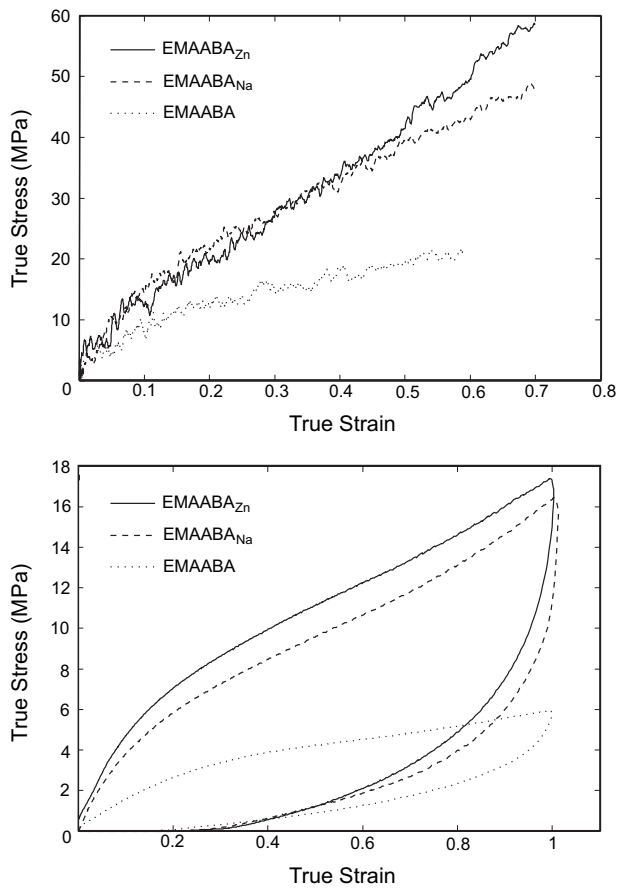 60
50
40
30
20
10
0
0.1 0.2 0.3 0.4 0.5 0.6 0.7 0.8
True Stress (MPa)
True Strain
EMAABA_Zn
EMAABA_Na
EMAABA
18
16
14
12
10
8
6
4
2
0
0.2 0.4 0.6 0.8 1
True Stress (MPa)
True Strain
EMAABA_Zn
EMAABA_Na
EMAABA